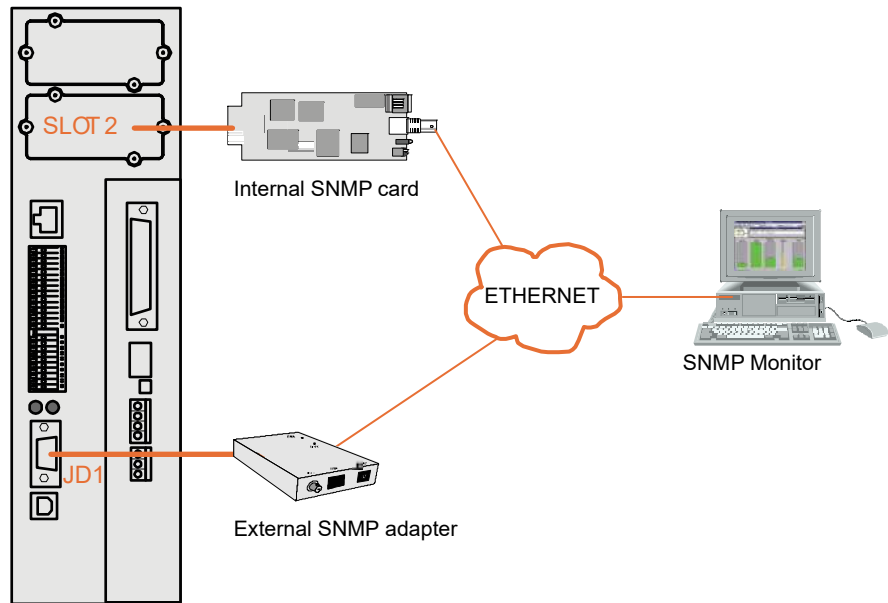 SLOT 2
Internal SNMP card
ETHERNET
SNMP Monitor
JD1
External SNMP adapter